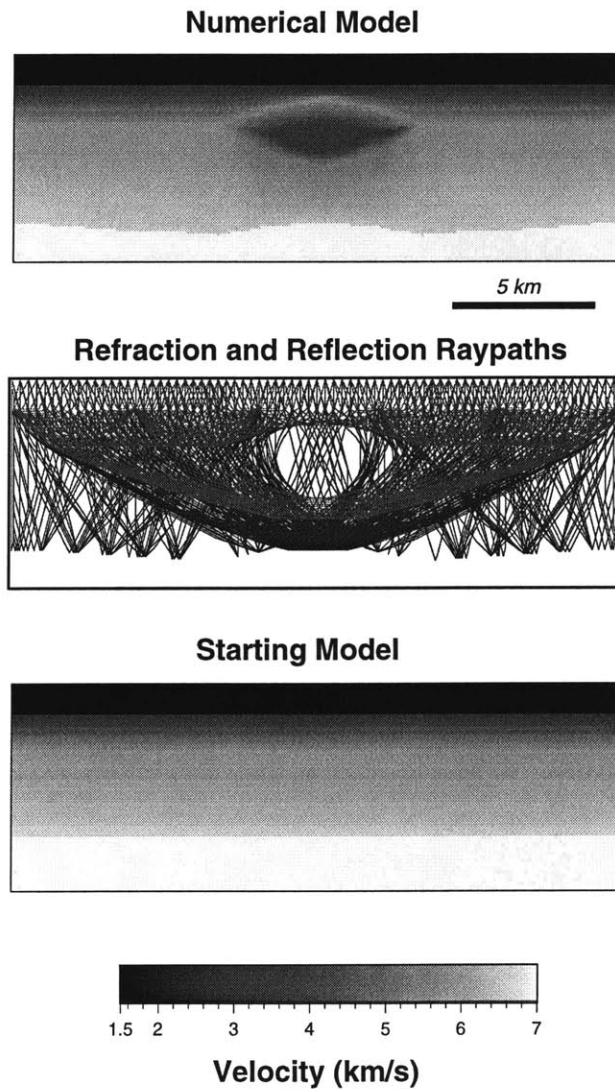 Numerical Model
5 km
Refraction and Reflection Raypaths
Starting Model
1.5 2 3 4 5 6 7
Velocity (km/s)